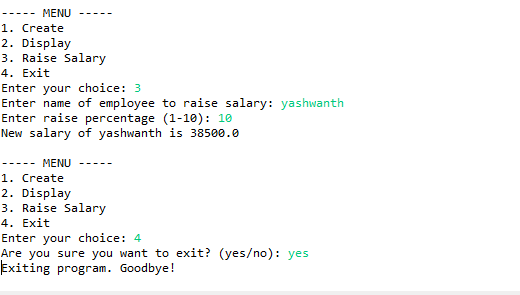 ----- MENU -----
1. Create
2. Display
3. Raise Salary
4. Exit
Enter your choice: 3
Enter name of employee to raise salary: yashwanth
Enter raise percentage (1-10): 10
New salary of yashwanth is 38500.0
----- MENU -----
1. Create
2. Display
3. Raise Salary
4. Exit
Enter your choice: 4
Are you sure you want to exit? (yes/no): yes
Exiting program. Goodbye!